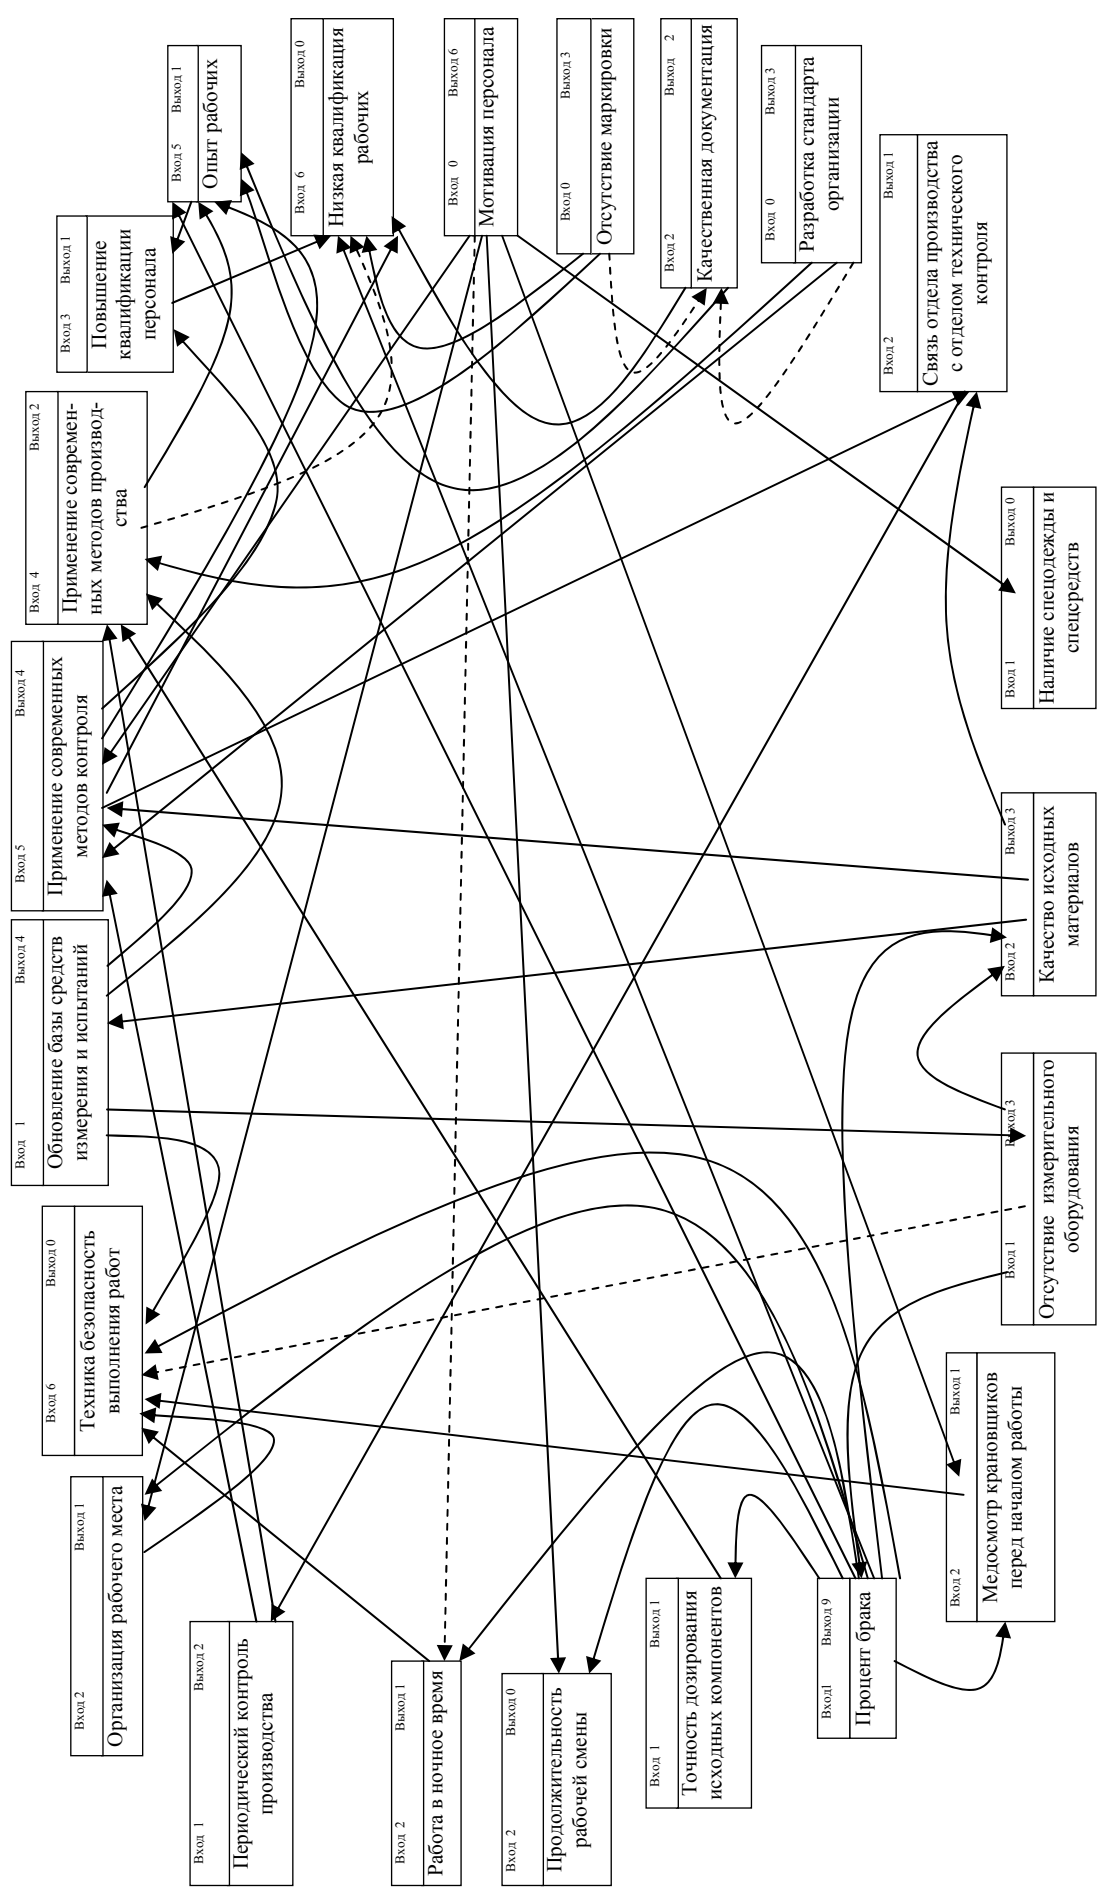 Вход 5 Выход 1
Опыт рабочих
Вход 6 Выход 0
Низкая квалификация
рабочих
Вход 0 Выход 6
Мотивация персонала
Вход 0 Выход 3
Отсутствие маркировки
Вход 2 Выход 2
Качественная документация
Вход 0 Выход 3
Разработка стандарта
организации
Вход 2 Выход 1
Связь отдела производства
с отделом технического
контроля
Вход 1 Выход 0
Наличие спецодежды и
спецсредств
Вход 2 Выход 3
Качество исходных
материалов
Вход 1 Выход 3
Отсутствие измерительного
оборудования
Вход 2 Выход 1
Медосмотр крановщиков
перед началом работы
Вход1 Выход 9
Процент брака
Вход 1 Выход 1
Точность дозирования
исходных компонентов
Вход 2 Выход 0
Продолжительность
рабочей смены
Вход 2 Выход 1
Работа в ночное время
Вход 1 Выход 2
Периодический контроль
производства
Вход 2 Выход 1
Организация рабочего места
Вход 6 Выход 0
Техника безопасность
выполнения работ
Вход 1 Выход 4
Обновление базы средств
измерения и испытаний
Вход 5 Выход 4
Применение современных
методов контроля
Вход 4 Выход 2
Применение современ-
ных методов производ-
ства
Вход 3 Выход 1
Повышение
квалификации
персонала